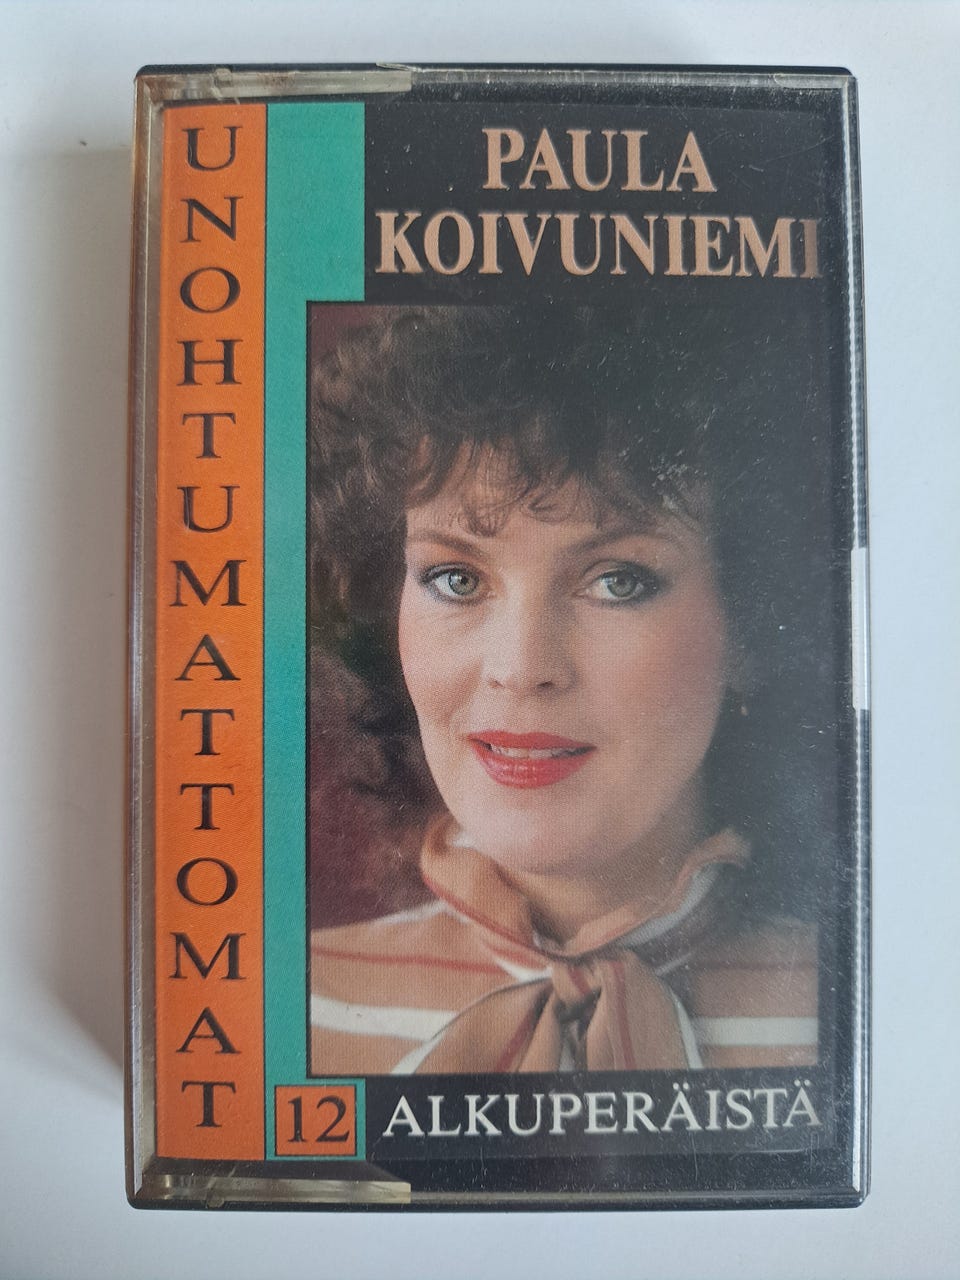 UNOHTUMATTOMAT
PAULA
KOIVUNIEMI
12 ALKUPERÄISTÄ